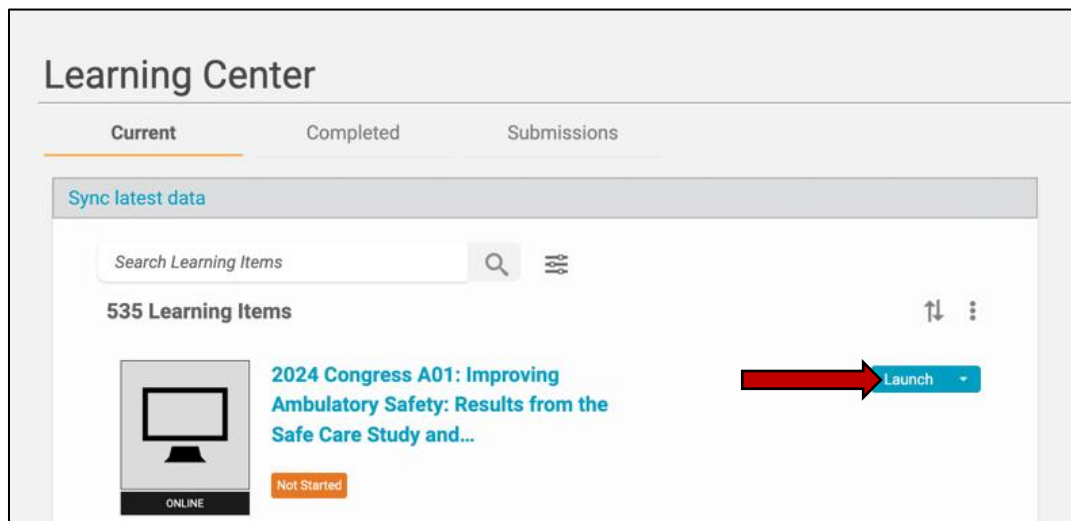 Learning Center
Current Completed Submissions
Sync latest data
Search Learning Items
535 Learning Items
2024 Congress A01: Improving
Ambulatory Safety: Results from the
Safe Care Study and...
Launch
Not Started
ONLINE